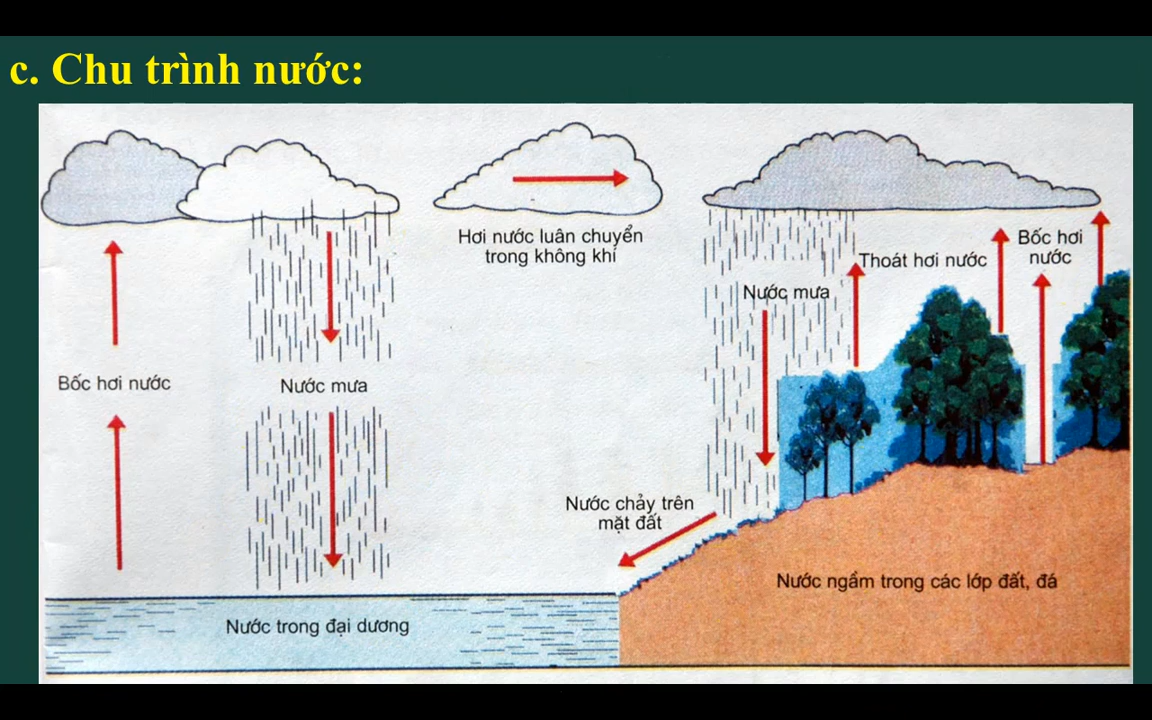 c. Chu trình nước:
Hơi nước luân chuyển
trong không khí
Bốc hơi
nước
Thoát hơi nước
Nước mưa
Bốc hơi nước
Nước mưa
Nước chảy trên
mặt đất
Nước ngầm trong các lớp đất, đá
Nước trong đại dương